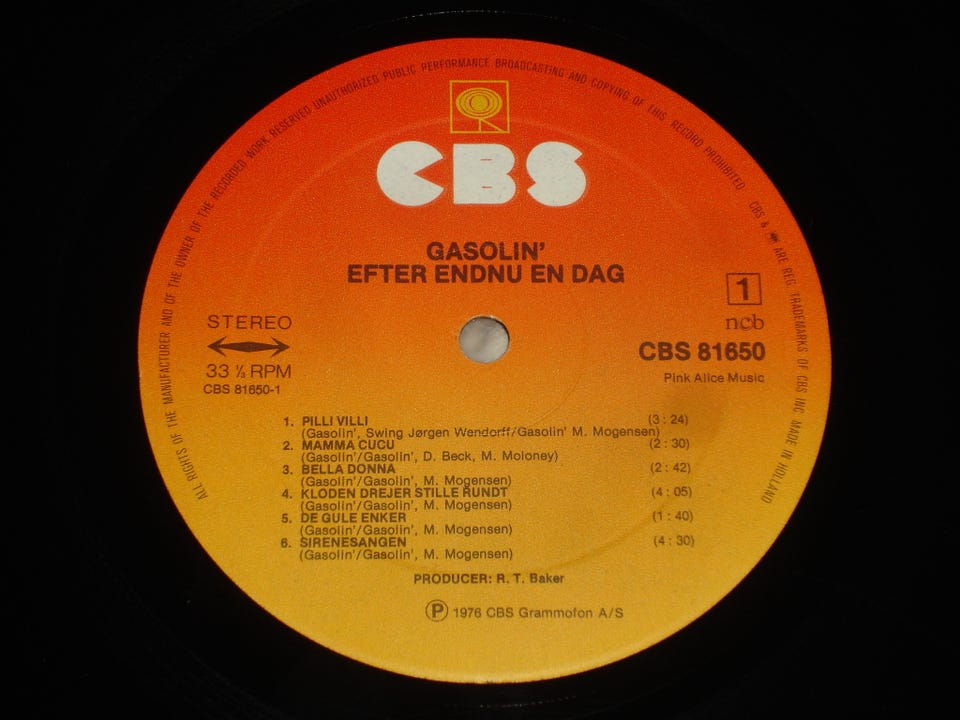 ALL RIGHTS OF THE MANUFACTURER AND OF THE OWNER OF THE RECORDED WORK RESERVED UNAUTHORIZED PUBLIC PERFORMANCE BROADCASTING AND COPYING OF THIS RECORD PROHIBITED CBS & ARE REG. TRADEMARKS OF CBS INC MADE IN HOLLAND
CBS
GASOLIN'
EFTER ENDNU EN DAG
1
STEREO
ncb
CBS 81650
33 ⅓ RPM
Pink Alice Music
CBS 81650-1
1. PILLI VILLI (3 : 24)
(Gasolin', Swing Jørgen Wendorff/Gasolin' M. Mogensen)
2. MAMMA CUCU (2 : 30)
(Gasolin'/Gasolin', D. Beck, M. Moloney)
3. BELLA DONNA (2 : 42)
(Gasolin'/Gasolin', M. Mogensen)
4. KLODEN DREJER STILLE RUNDT (4 : 05)
(Gasolin'/Gasolin', M. Mogensen)
5. DE GULE ENKER (1 : 40)
(Gasolin'/Gasolin', M. Mogensen)
6. SIRENESANGEN (4 : 30)
(Gasolin'/Gasolin', M. Mogensen)
PRODUCER: R. T. Baker
Ⓟ 1976 CBS Grammofon A/S